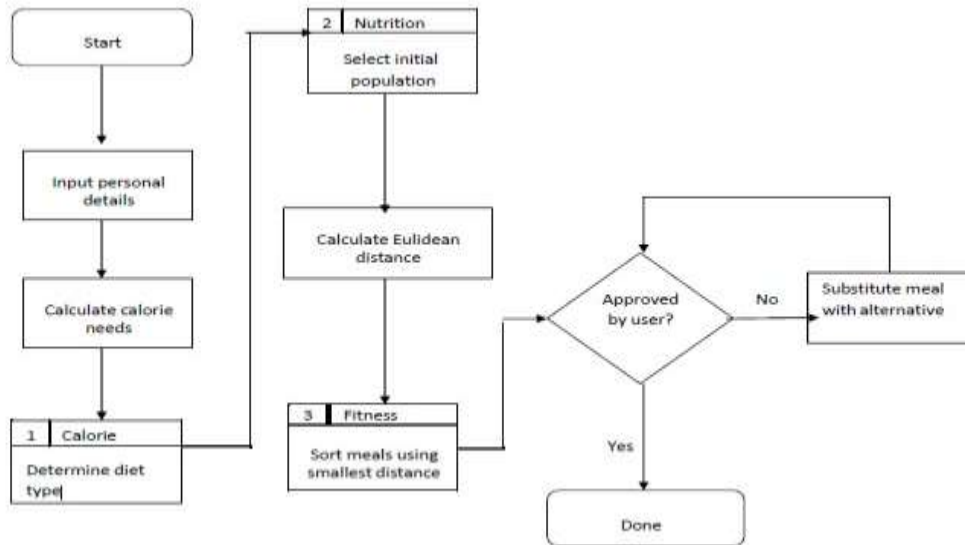 Start
Input personal
details
Calculate calorie
needs
1 Calorie
Determine diet
type
2 Nutrition
Select initial
population
Calculate Eulidean
distance
3 Fitness
Sort meals using
smallest distance
Approved
by user?
No
Substitute meal
with alternative
Yes
Done